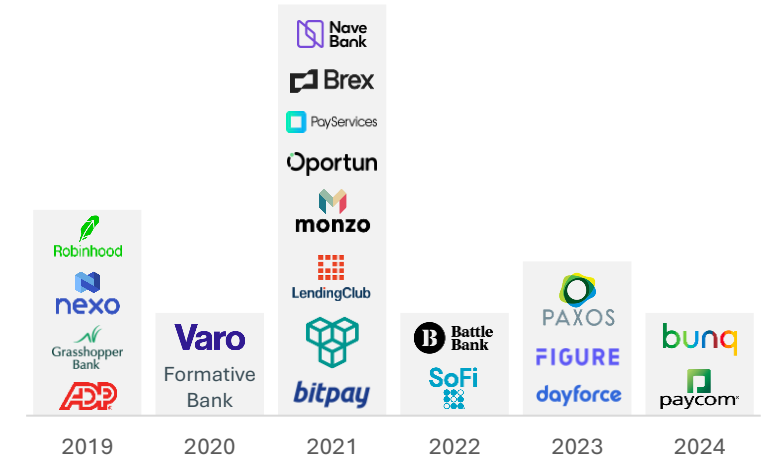 Nave
Bank
Brex
PayServices
Oportun
monzo
LendingClub
bitpay
Robinhood
nexo
Grasshopper
Bank
ADP
Varo
Formative
Bank
B
Battle
Bank
SoFi
PAXOS
FIGURE
dayforce
bunq
paycom
2019
2020
2021
2022
2023
2024